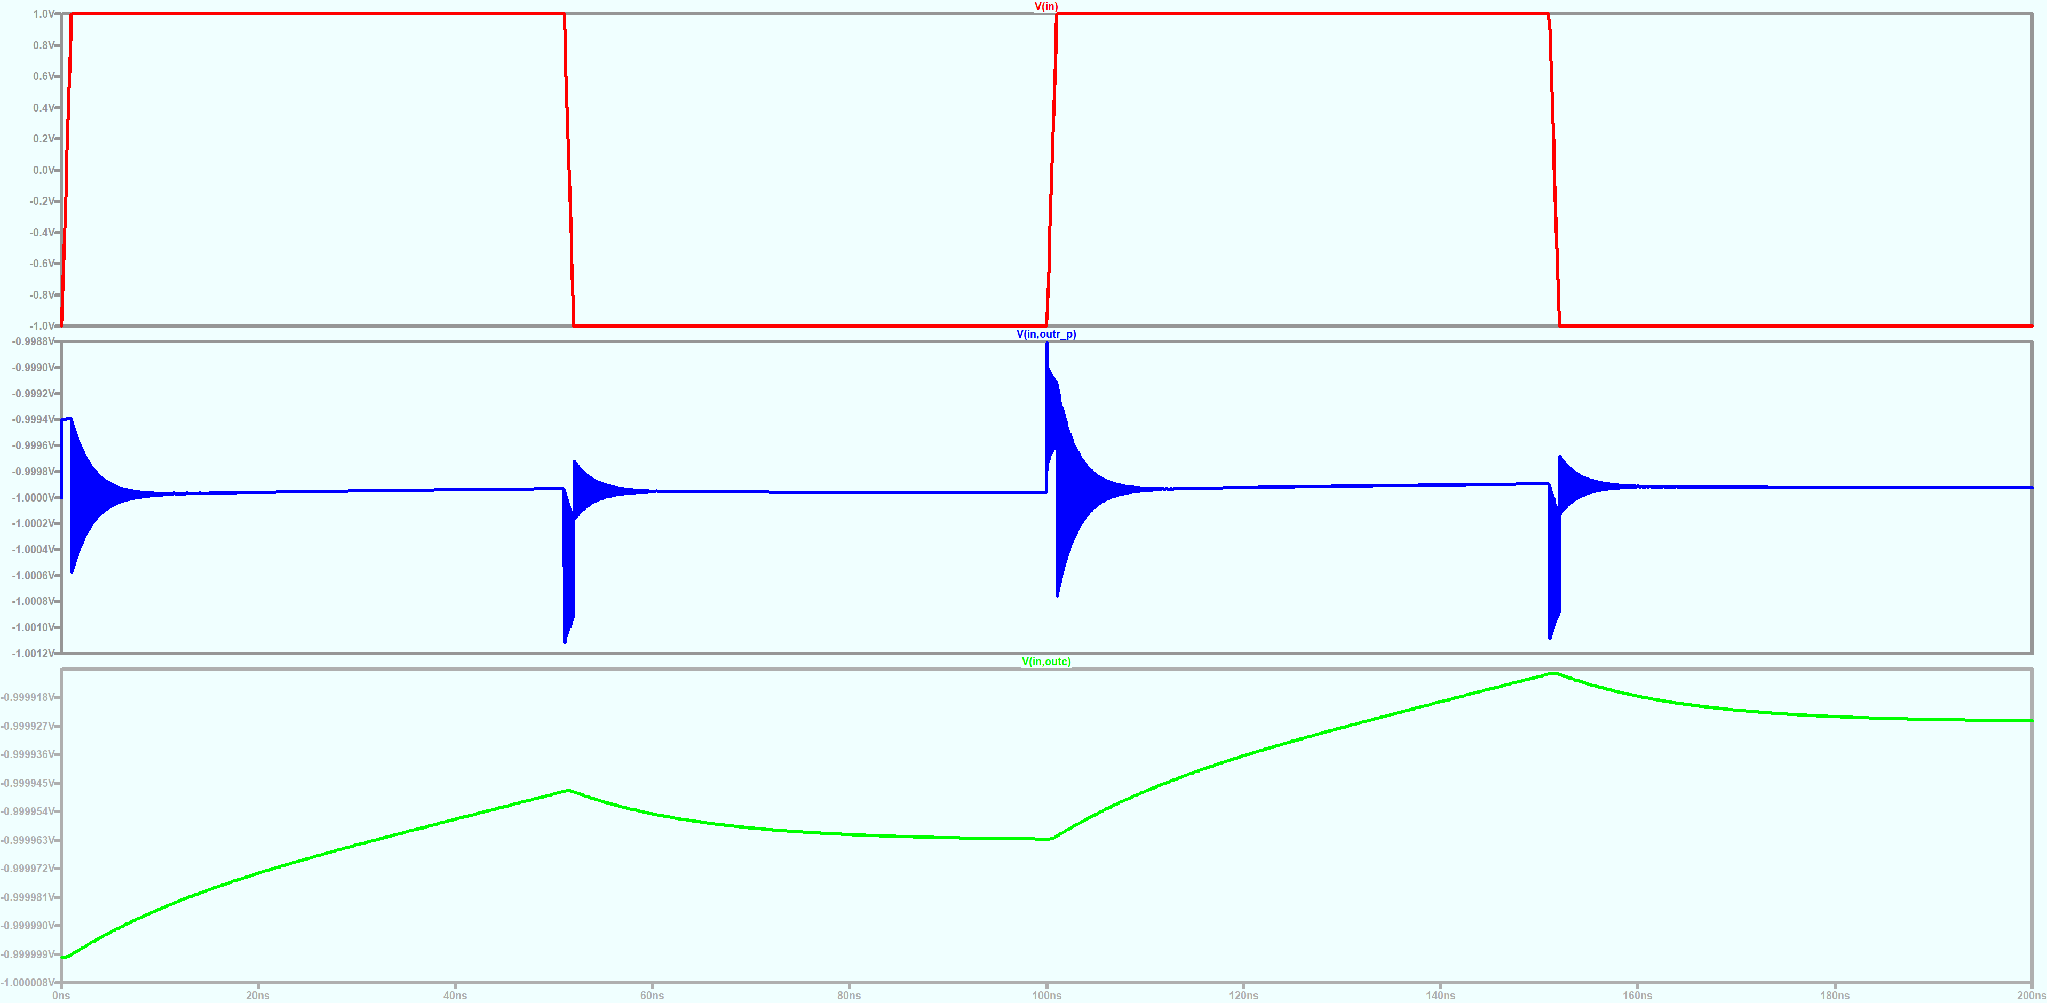 V(in)
1.0V
0.8V
0.6V
0.4V
0.2V
0.0V
-0.2V
-0.4V
-0.6V
-0.8V
-1.0V
V(in,outr_p)
-0.9988V
-0.9990V
-0.9992V
-0.9994V
-0.9996V
-0.9998V
-1.0000V
-1.0002V
-1.0004V
-1.0006V
-1.0008V
-1.0010V
-1.0012V
V(in,outc)
-0.999918V
-0.999927V
-0.999936V
-0.999945V
-0.999954V
-0.999963V
-0.999972V
-0.999981V
-0.999990V
-0.999999V
-1.000008V
0ns 20ns 40ns 60ns 80ns 100ns 120ns 140ns 160ns 180ns 200ns